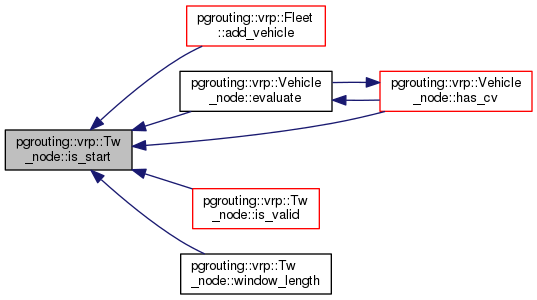 pgrouting::vrp::Fleet
::add_vehicle
pgrouting::vrp::Vehicle
_node::evaluate
pgrouting::vrp::Vehicle
_node::has_cv
pgrouting::vrp::Tw
_node::is_start
pgrouting::vrp::Tw
_node::is_valid
pgrouting::vrp::Tw
_node::window_length